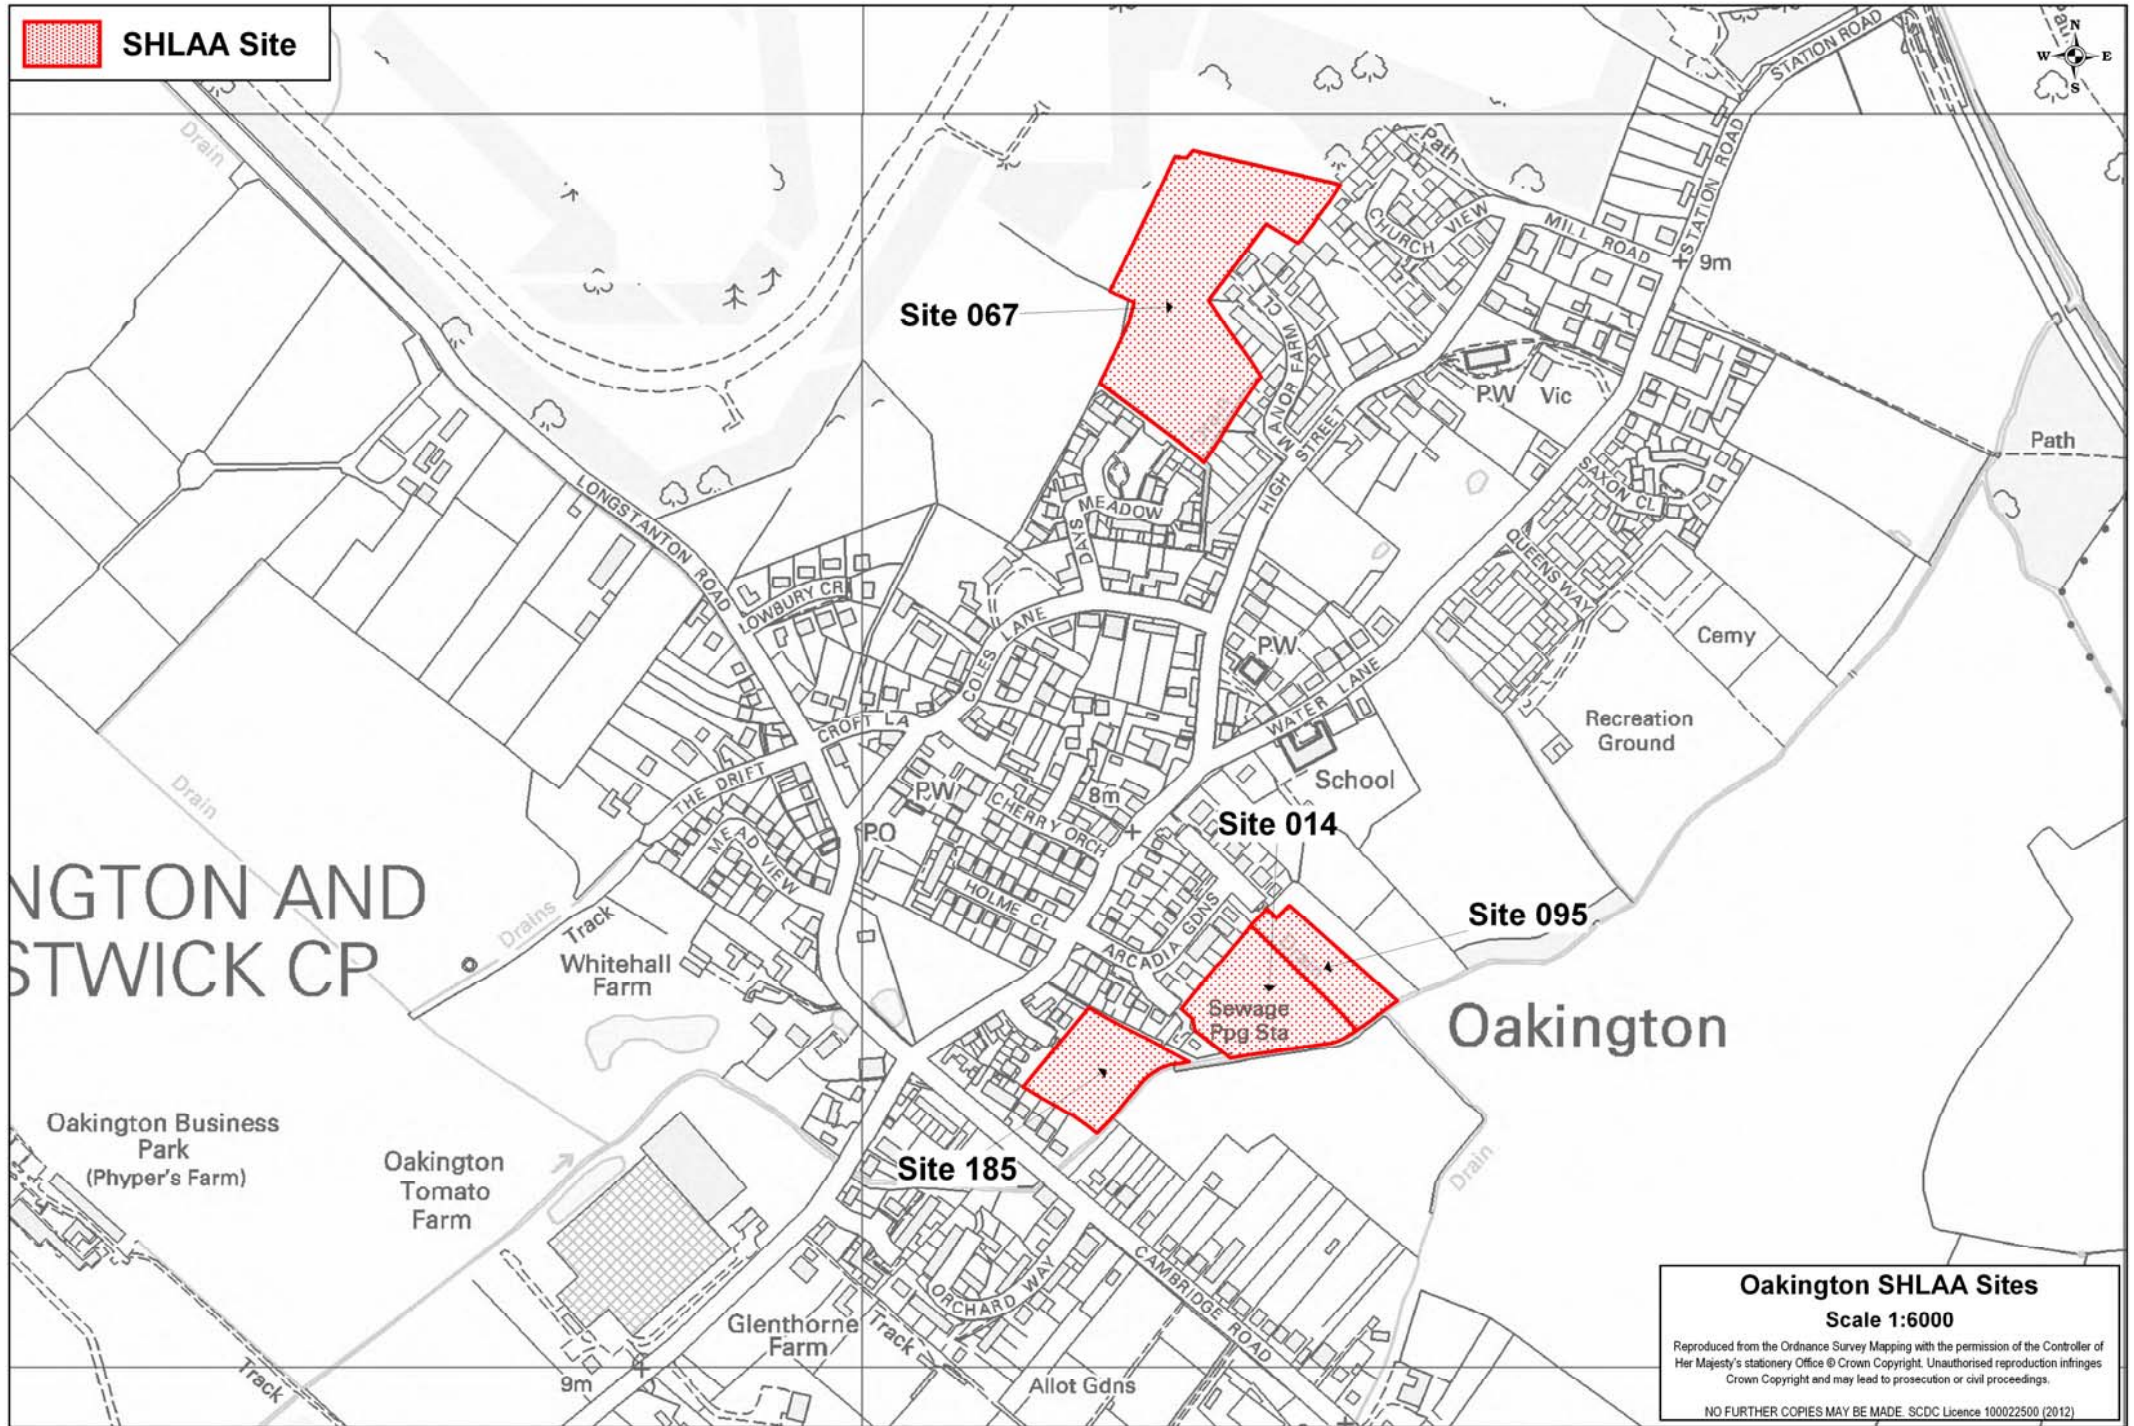 SHLAA Site
N
W E
S
Drain
Path
STATION ROAD
STATION ROAD
CHURCH VIEW
MILL ROAD
9m
Site 067
MANOR FARM CL
PW Vic
HIGH STREET
Path
SAXON CL
LONGSTANTON ROAD
DAYS MEADOW
QUEENS WAY
LOWBURY CR
COLES LANE
Cemy
PW
WATER LANE
CROFT LA
Recreation
Ground
THE DRIFT
School
Drain
PW
CHERRY ORCH
8m
Site 014
PO
MEAD VIEW
NGTON AND
STWICK CP
HOLME CL
Drains
Track
ARCADIA GDNS
Site 095
Whitehall
Farm
Sewage
Ppg Sta
Oakington
Oakington Business
Park
(Phyper's Farm)
Oakington
Tomato
Farm
Site 185
Drain
ORCHARD WAY
CAMBRIDGE ROAD
Glenthorne
Farm
Track
Track
9m
Allot Gdns
Oakington SHLAA Sites
Scale 1:6000
Reproduced from the Ordnance Survey Mapping with the permission of the Controller of
Her Majesty's stationery Office © Crown Copyright. Unauthorised reproduction infringes
Crown Copyright and may lead to prosecution or civil proceedings.
NO FURTHER COPIES MAY BE MADE. SCDC Licence 100022500 (2012)